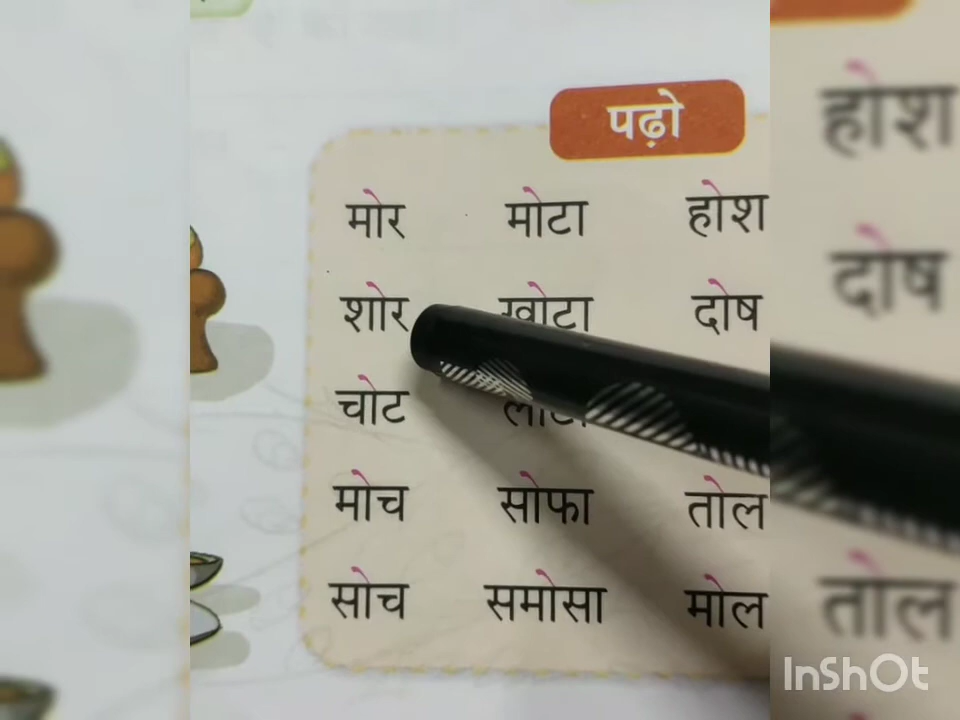 पढ़ो
मोर मोटा होश
शोर खोटा दोष
चोट लोटा
मोच सोफा तोल
सोच समोसा मोल
InShOt